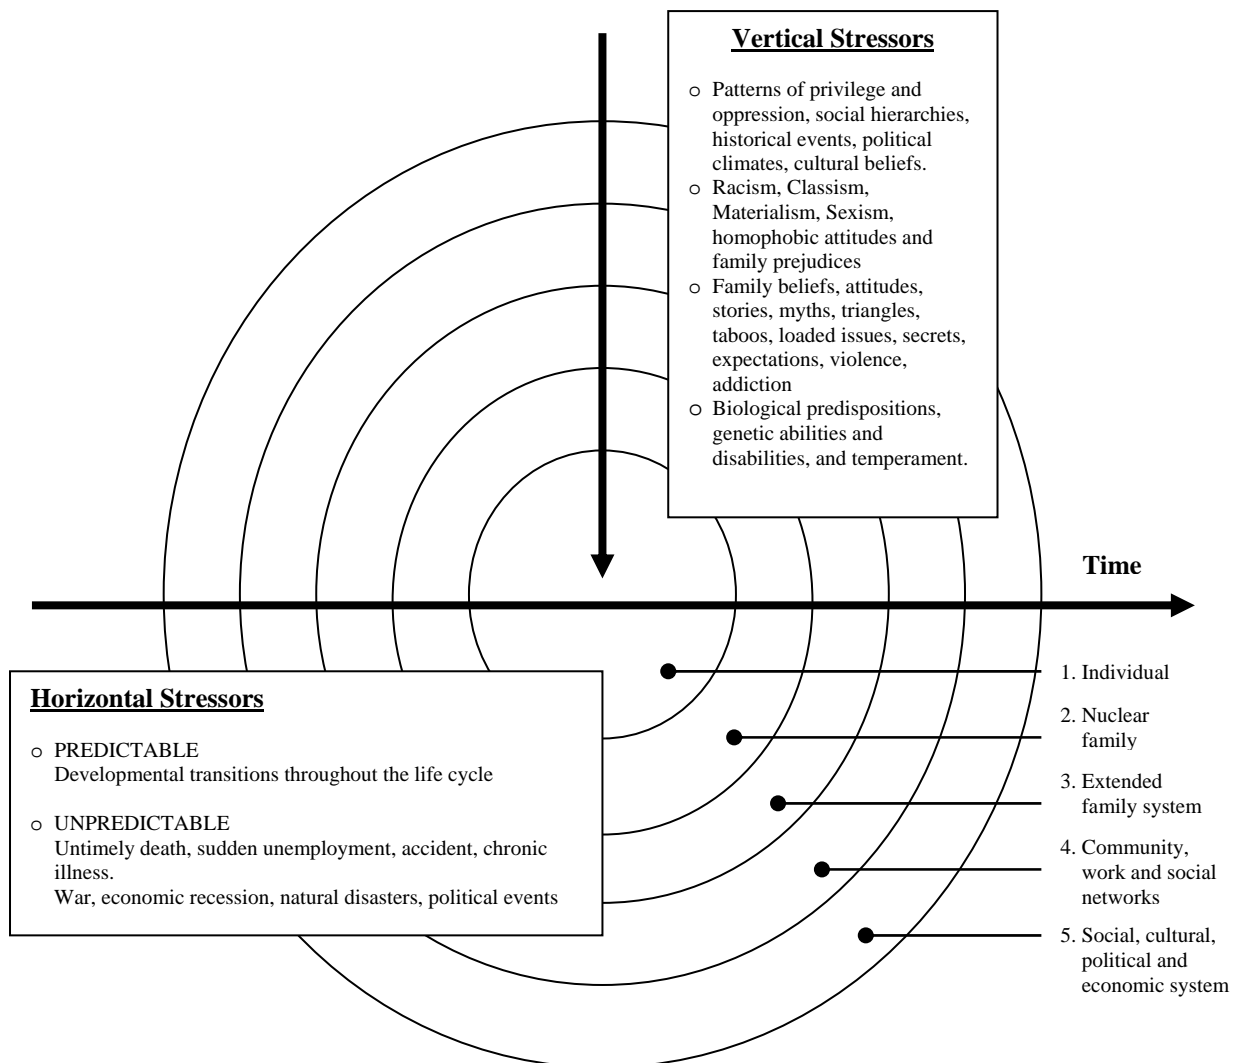 Vertical Stressors
o Patterns of privilege and
oppression, social hierarchies,
historical events, political
climates, cultural beliefs.
o Racism, Classism,
Materialism, Sexism,
homophobic attitudes and
family prejudices
o Family beliefs, attitudes,
stories, myths, triangles,
taboos, loaded issues, secrets,
expectations, violence,
addiction
o Biological predispositions,
genetic abilities and
disabilities, and temperament.
Time
Horizontal Stressors
o PREDICTABLE
Developmental transitions throughout the life cycle
o UNPREDICTABLE
Untimely death, sudden unemployment, accident, chronic
illness.
War, economic recession, natural disasters, political events
1. Individual
2. Nuclear
family
3. Extended
family system
4. Community,
work and social
networks
5. Social, cultural,
political and
economic system